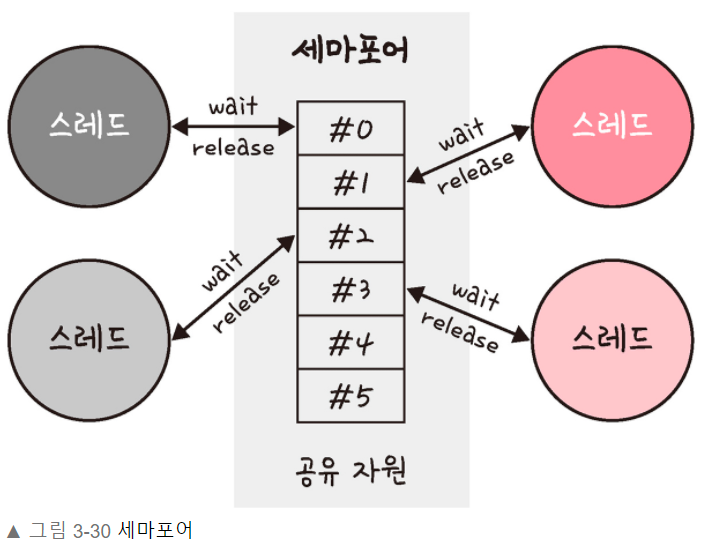 세마포어
스레드
wait
release
#0
wait
release
스레드
#1
스레드
wait
release
#2
#3
wait
release
스레드
#4
#5
공유 자원
▲ 그림 3-30 세마포어